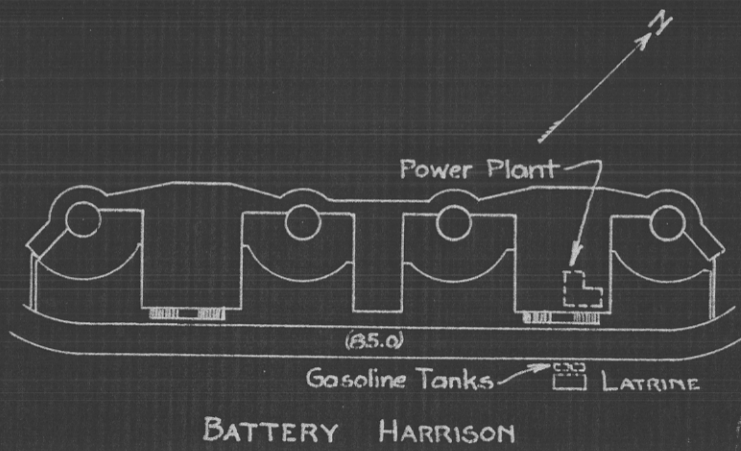 N
Power Plant
(85.0)
Gasoline Tanks
LATRINE
BATTERY HARRISON